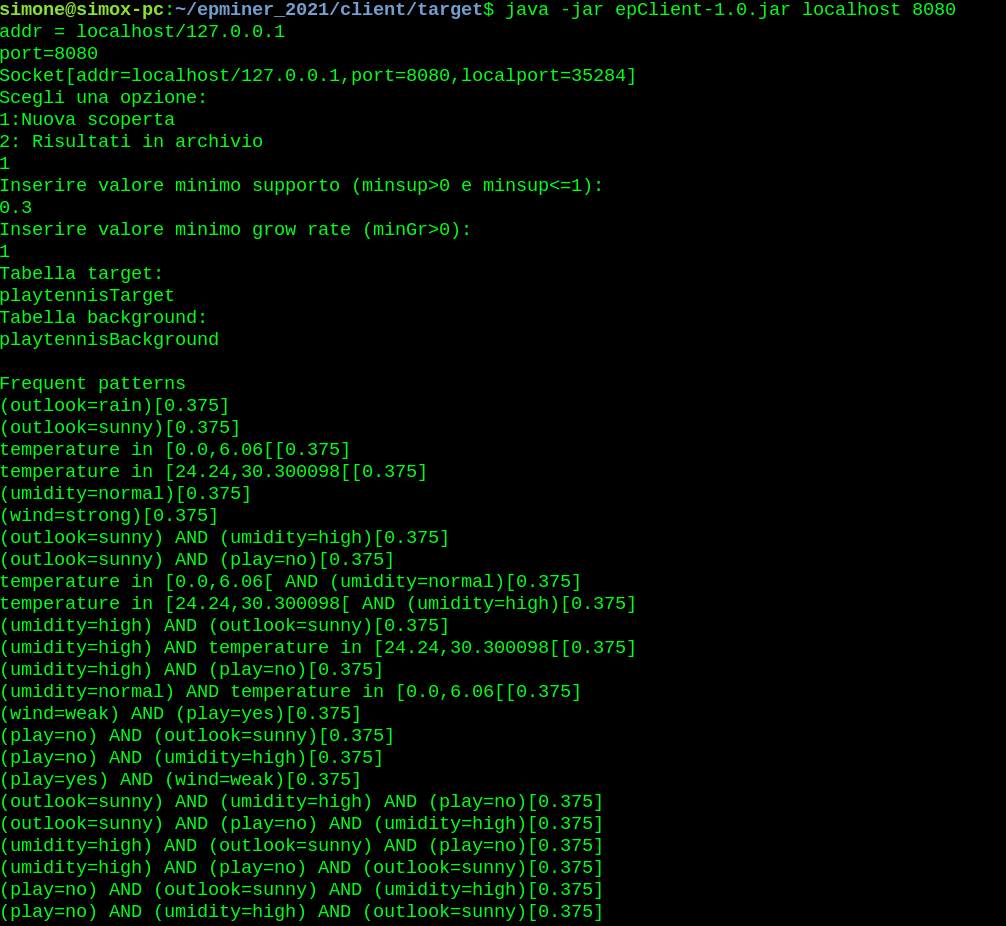 simone@simox-pc:~/epminer_2021/client/target$ java -jar epClient-1.0.jar localhost 8080
addr = localhost/127.0.0.1
port=8080
Socket[addr=localhost/127.0.0.1,port=8080,localport=35284]
Scegli una opzione:
1:Nuova scoperta
2: Risultati in archivio
1
Inserire valore minimo supporto (minsup>0 e minsup<=1):
0.3
Inserire valore minimo grow rate (minGr>0):
1
Tabella target:
playtennisTarget
Tabella background:
playtennisBackground

Frequent patterns
(outlook=rain)[0.375]
(outlook=sunny)[0.375]
temperature in [0.0,6.06[[0.375]
temperature in [24.24,30.300098[[0.375]
(umidity=normal)[0.375]
(wind=strong)[0.375]
(outlook=sunny) AND (umidity=high)[0.375]
(outlook=sunny) AND (play=no)[0.375]
temperature in [0.0,6.06[ AND (umidity=normal)[0.375]
temperature in [24.24,30.300098[ AND (umidity=high)[0.375]
(umidity=high) AND (outlook=sunny)[0.375]
(umidity=high) AND temperature in [24.24,30.300098[[0.375]
(umidity=high) AND (play=no)[0.375]
(umidity=normal) AND temperature in [0.0,6.06[[0.375]
(wind=weak) AND (play=yes)[0.375]
(play=no) AND (outlook=sunny)[0.375]
(play=no) AND (umidity=high)[0.375]
(play=yes) AND (wind=weak)[0.375]
(outlook=sunny) AND (umidity=high) AND (play=no)[0.375]
(outlook=sunny) AND (play=no) AND (umidity=high)[0.375]
(umidity=high) AND (outlook=sunny) AND (play=no)[0.375]
(umidity=high) AND (play=no) AND (outlook=sunny)[0.375]
(play=no) AND (outlook=sunny) AND (umidity=high)[0.375]
(play=no) AND (umidity=high) AND (outlook=sunny)[0.375]